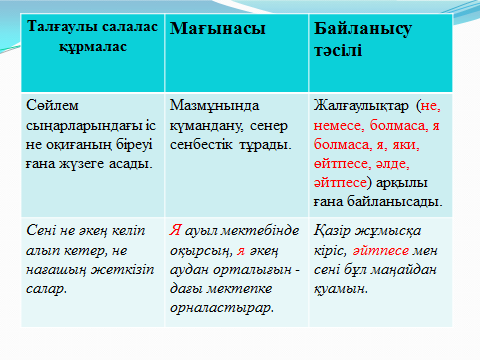 Талғаулы салалас
құрмалас
Мағынасы
Байланысу
тәсілі
Сөйлем
сыңарларындағы іс
не оқиғаның біреуі
ғана жүзеге асады.
Мазмұнында
күмандану, сенер
сенбестік тұрады.
Жалғаулықтар (не,
немесе, болмаса, я
болмаса, я, яки,
өйтпесе, әлде,
әйтпесе) арқылы
ғана байланысады.
Сені не әкең келіп
алып кетер, не
нағашың жеткізіп
салар.
Я ауыл мектебінде
оқырсың, я әкең
аудан орталығын -
дағы мектепке
орналастырар.
Қазір жұмысқа
кіріс, әйтпесе мен
сені бұл маңайдан
қуамын.